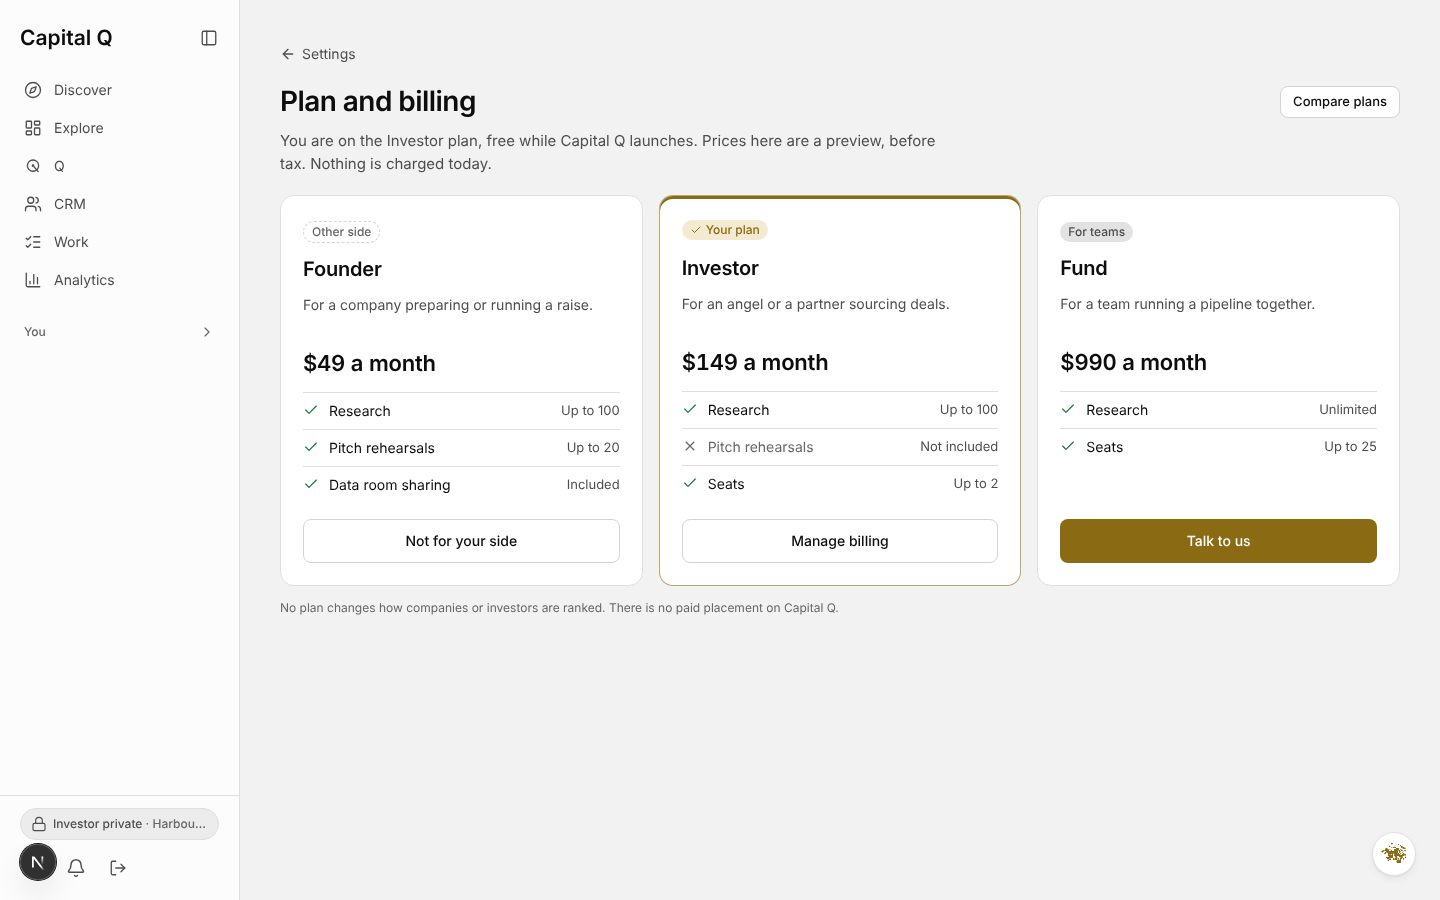 Capital Q
Discover
Explore
Q
CRM
Work
Analytics
You
Investor private · Harbou...
N
Settings
Plan and billing
Compare plans
You are on the Investor plan, free while Capital Q launches. Prices here are a preview, before
tax. Nothing is charged today.
Other side
Founder
For a company preparing or running a raise.
$49 a month
Research Up to 100
Pitch rehearsals Up to 20
Data room sharing Included
Not for your side
Your plan
Investor
For an angel or a partner sourcing deals.
$149 a month
Research Up to 100
Pitch rehearsals Not included
Seats Up to 2
Manage billing
For teams
Fund
For a team running a pipeline together.
$990 a month
Research Unlimited
Seats Up to 25
Talk to us
No plan changes how companies or investors are ranked. There is no paid placement on Capital Q.